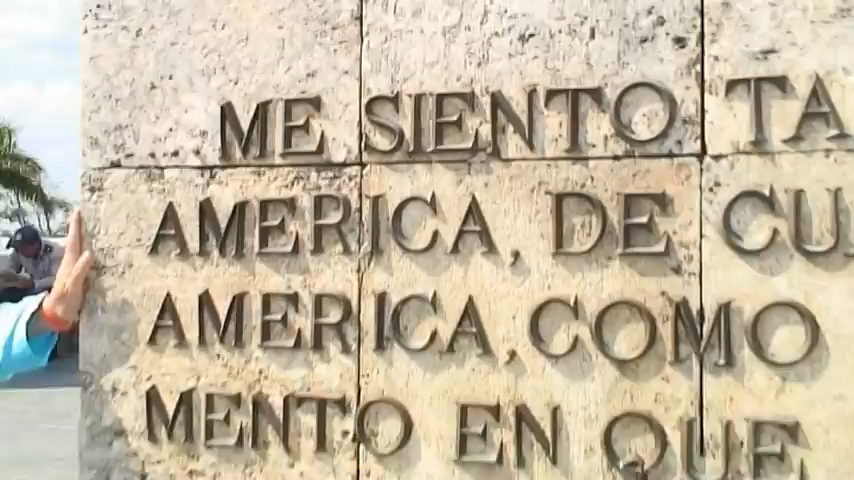 ME SIENTO TA
AMERICA, DE CU
AMERICA, COMO
MENTO EN QUE